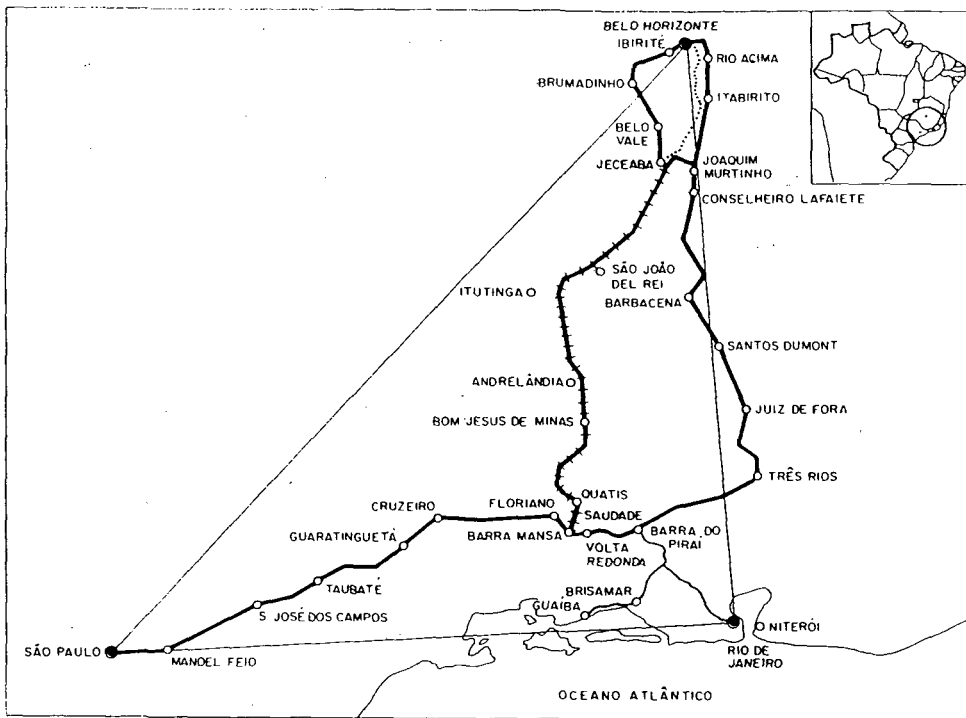 BELO HORIZONTE
IBIRITÉ
RIO ACIMA
BRUMADINHO
ITABIRITO
BELO
VALE
JECEABA
JOAQUIM
MURTINHO
CONSELHEIRO LAFAIETE
SÃO JOÃO
DEL REI
ITUTINGA
BARBACENA
SANTOS DUMONT
ANDRELÂNDIA
JUIZ DE FORA
BOM JESUS DE MINAS
TRÊS RIOS
QUATIS
FLORIANO
SAUDADE
CRUZEIRO
BARRA MANSA
BARRA DO
PIRAÍ
VOLTA
REDONDA
GUARATINGUETÁ
TAUBATÉ
BRISAMAR
GUAÍBA
S. JOSÉ DOS CAMPOS
NITERÓI
SÃO PAULO
MANOEL FEIO
RIO DE
JANEIRO
OCEANO ATLÂNTICO